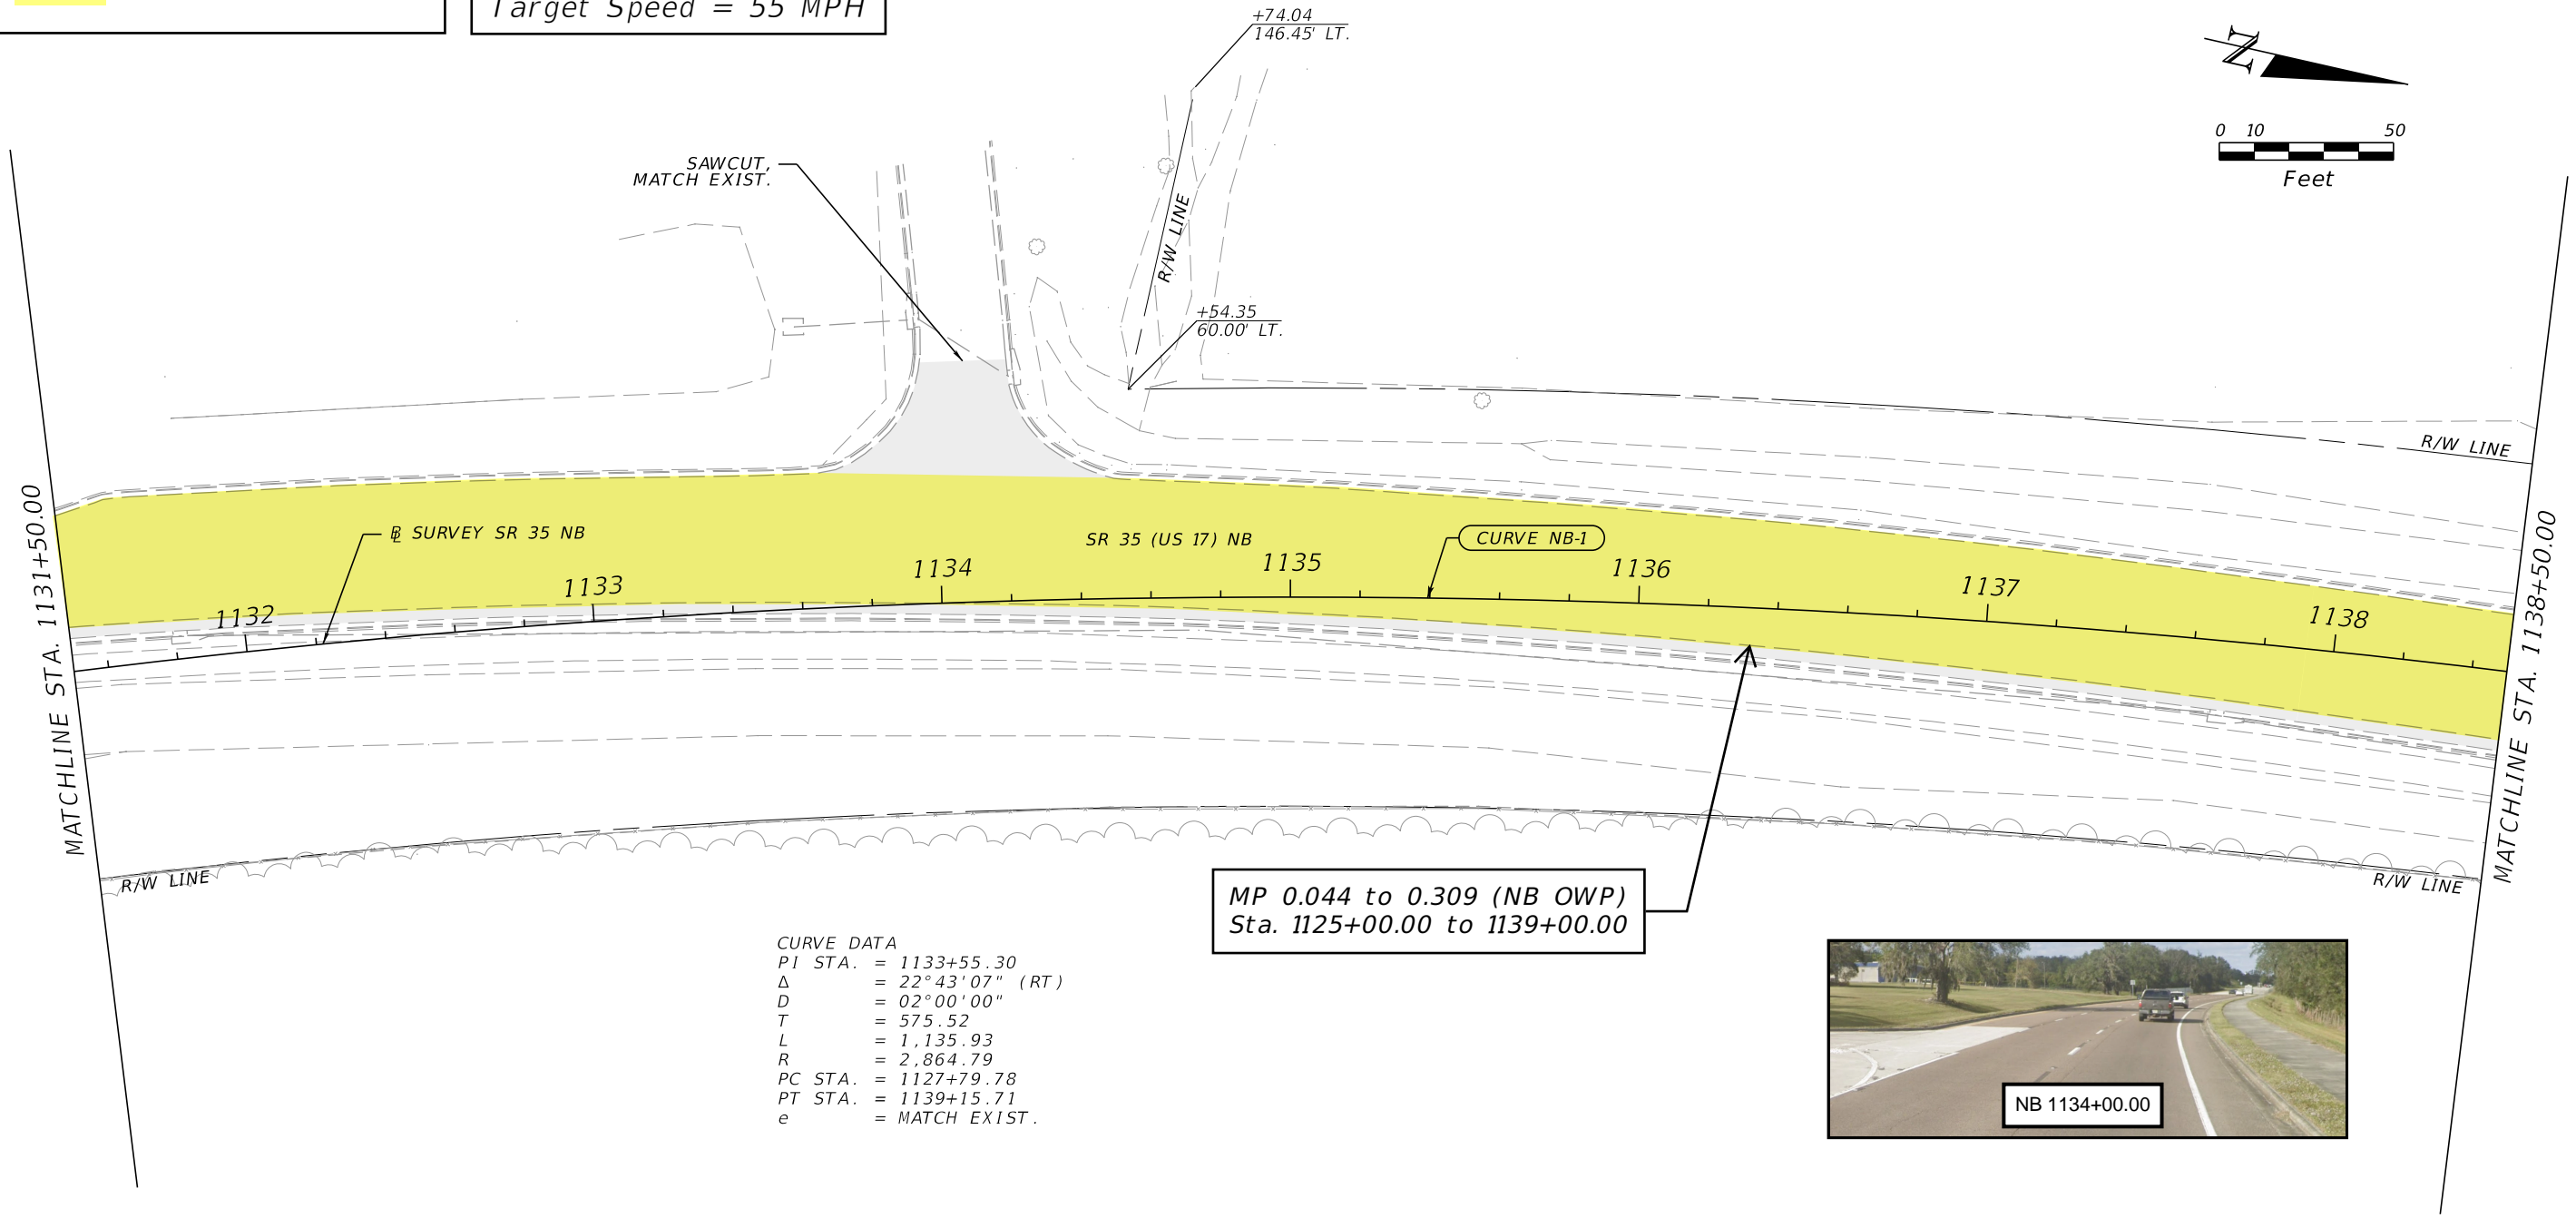 Target Speed = 55 MPH
+74.04
146.45' LT.
N
0 10 50
Feet
SAWCUT,
MATCH EXIST.
R/W LINE
+54.35
60.00' LT.
R/W LINE
MATCHLINE STA. 1131+50.00
BL SURVEY SR 35 NB
SR 35 (US 17) NB
CURVE NB-1
1132
1133
1134
1135
1136
1137
1138
MATCHLINE STA. 1138+50.00
R/W LINE
R/W LINE
MP 0.044 to 0.309 (NB OWP)
Sta. 1125+00.00 to 1139+00.00
CURVE DATA
PI STA. = 1133+55.30
Δ = 22°43'07" (RT)
D = 02°00'00"
T = 575.52
L = 1,135.93
R = 2,864.79
PC STA. = 1127+79.78
PT STA. = 1139+15.71
e = MATCH EXIST.
NB 1134+00.00